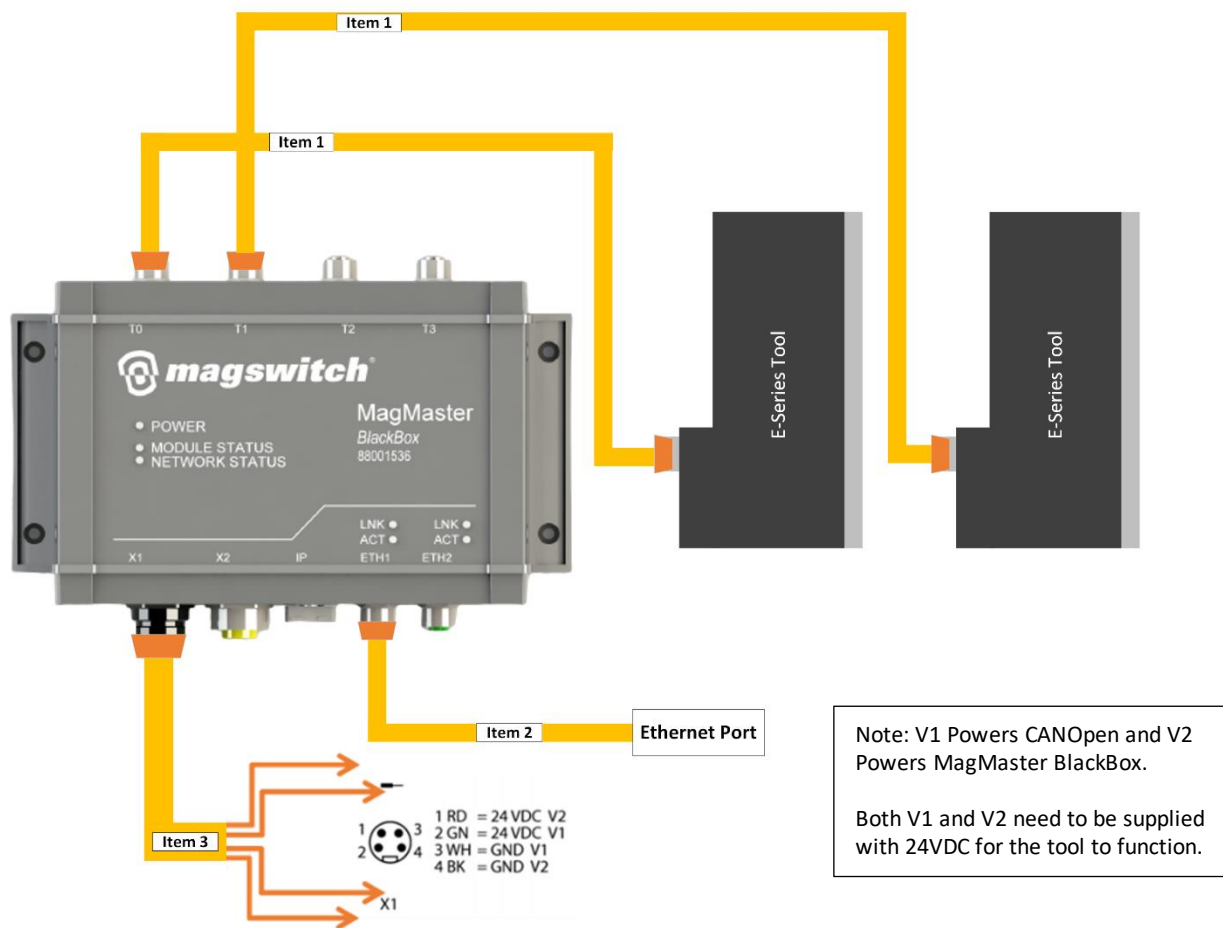 Item 1
Item 1
T0 T1 T2 T3
magswitch®
POWER
MODULE STATUS
NETWORK STATUS
MagMaster
BlackBox
88001536
LNK LNK
ACT ACT
X1 X2 IP ETH1 ETH2
E-Series Tool
E-Series Tool
Item 2
Ethernet Port
Item 3
1 3
2 4
X1
1 RD = 24 VDC V2
2 GN = 24 VDC V1
3 WH = GND V1
4 BK = GND V2
Note: V1 Powers CANOpen and V2
Powers MagMaster BlackBox.
Both V1 and V2 need to be supplied
with 24VDC for the tool to function.